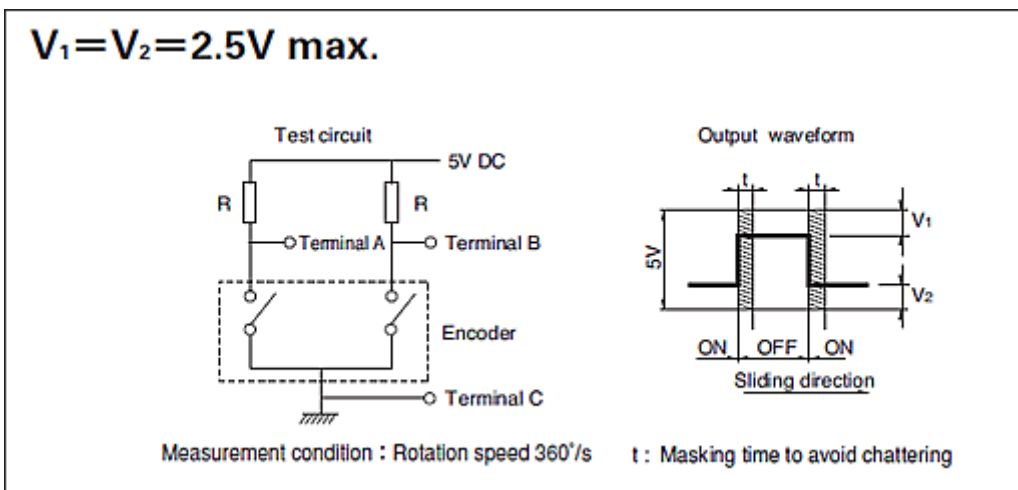 V₁=V₂=2.5V max.
Test circuit
5V DC
R
R
Terminal A
Terminal B
Encoder
Terminal C
Measurement condition : Rotation speed 360°/s
Output waveform
t
t
V₁
5V
V₂
ON
OFF
ON
Sliding direction
t : Masking time to avoid chattering